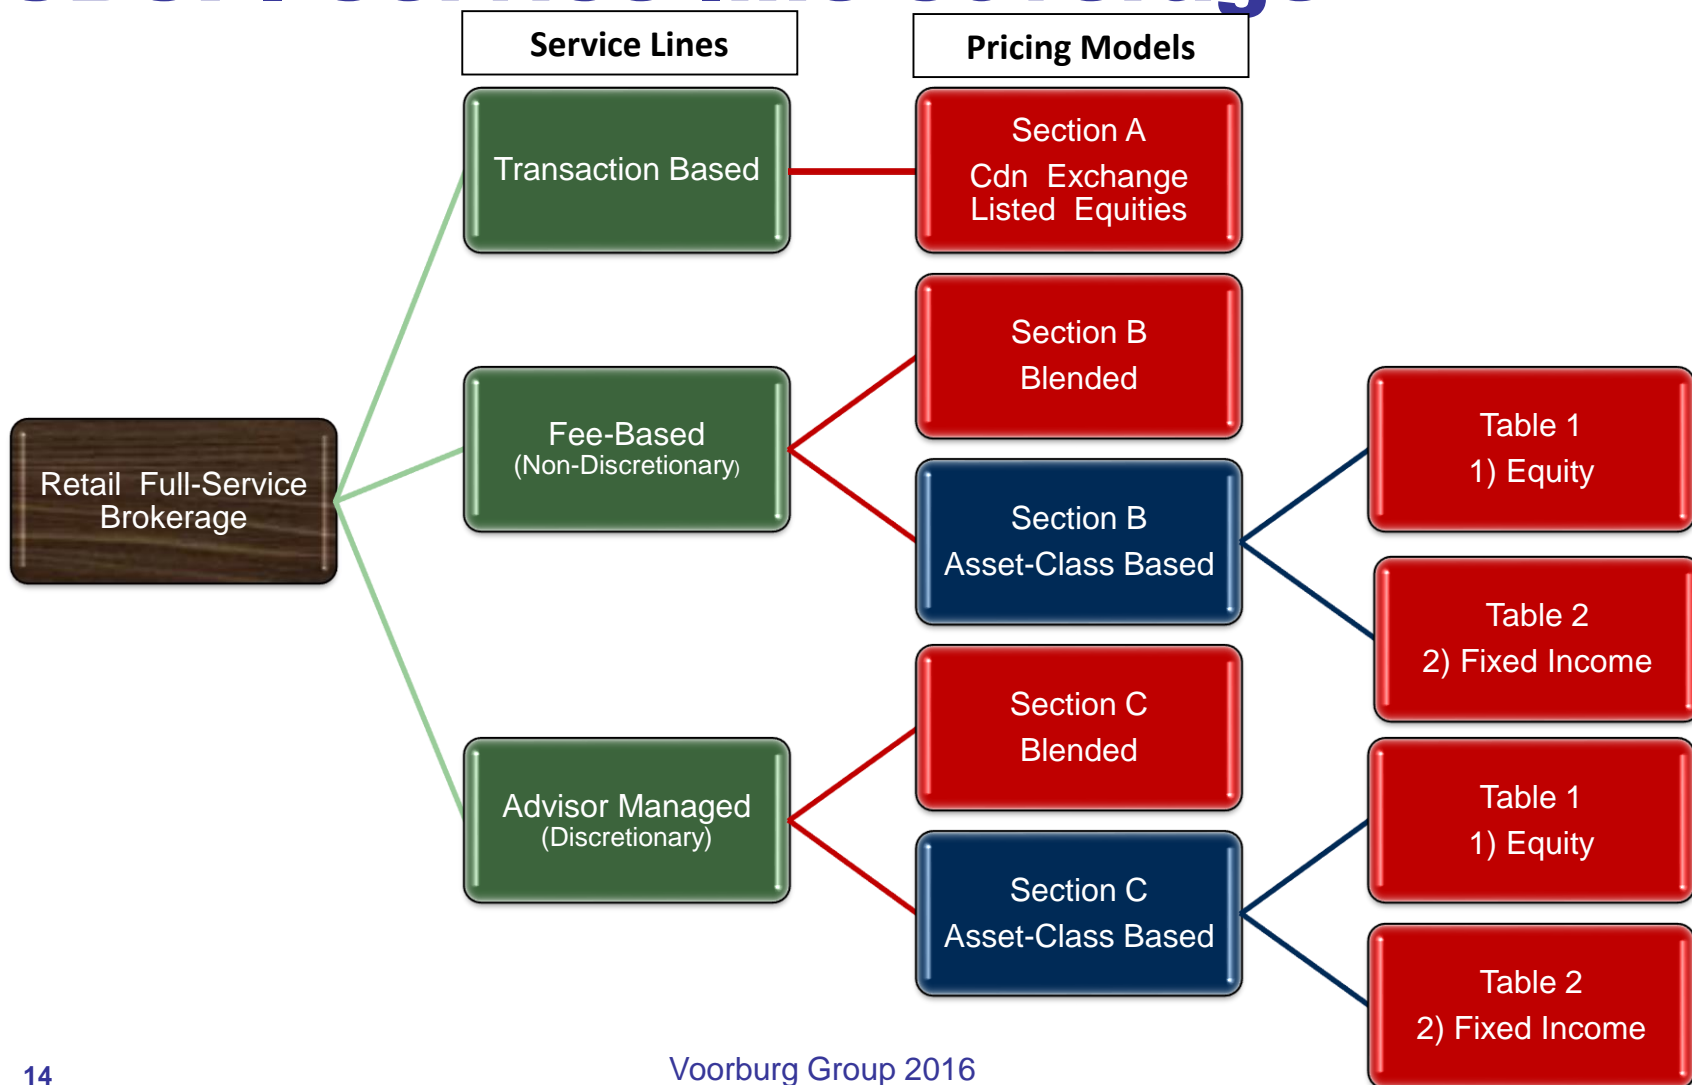 Service Lines
Pricing Models
Transaction Based
Section A
Cdn Exchange
Listed Equities
Section B
Blended
Fee-Based
(Non-Discretionary)
Table 1
1) Equity
Retail Full-Service
Brokerage
Section B
Asset-Class Based
Table 2
2) Fixed Income
Section C
Blended
Advisor Managed
(Discretionary)
Table 1
1) Equity
Section C
Asset-Class Based
Table 2
2) Fixed Income
14
Voorburg Group 2016